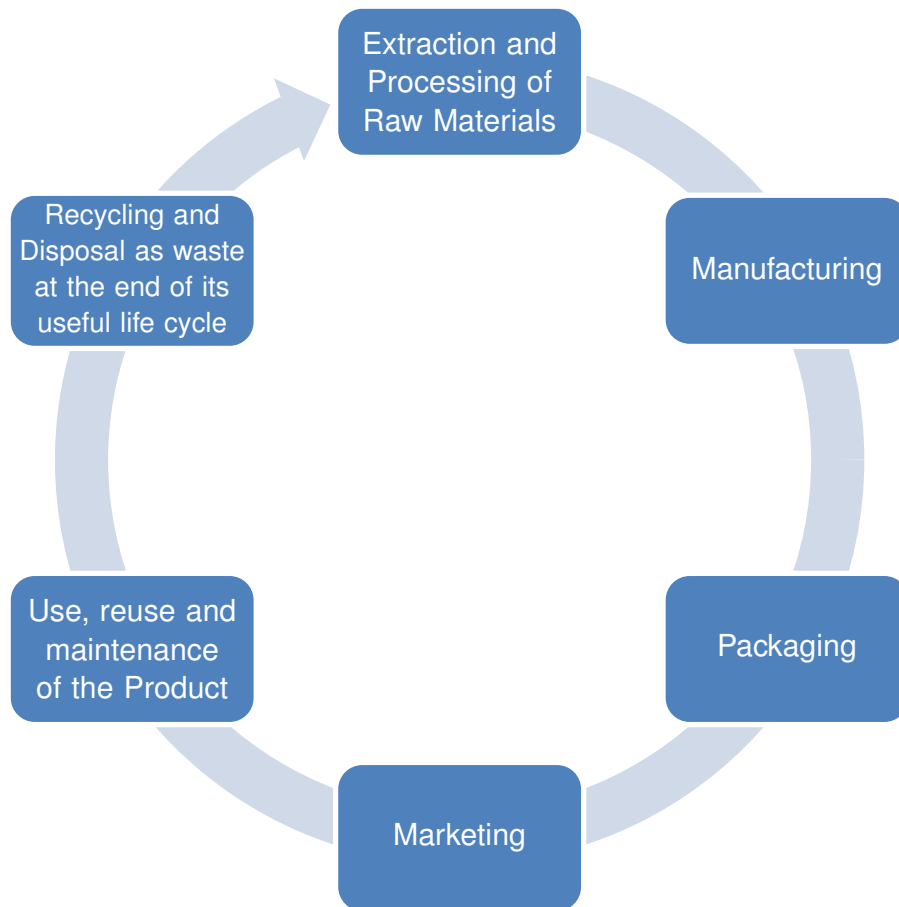 Extraction and
Processing of
Raw Materials
Manufacturing
Packaging
Marketing
Use, reuse and
maintenance
of the Product
Recycling and
Disposal as waste
at the end of its
useful life cycle